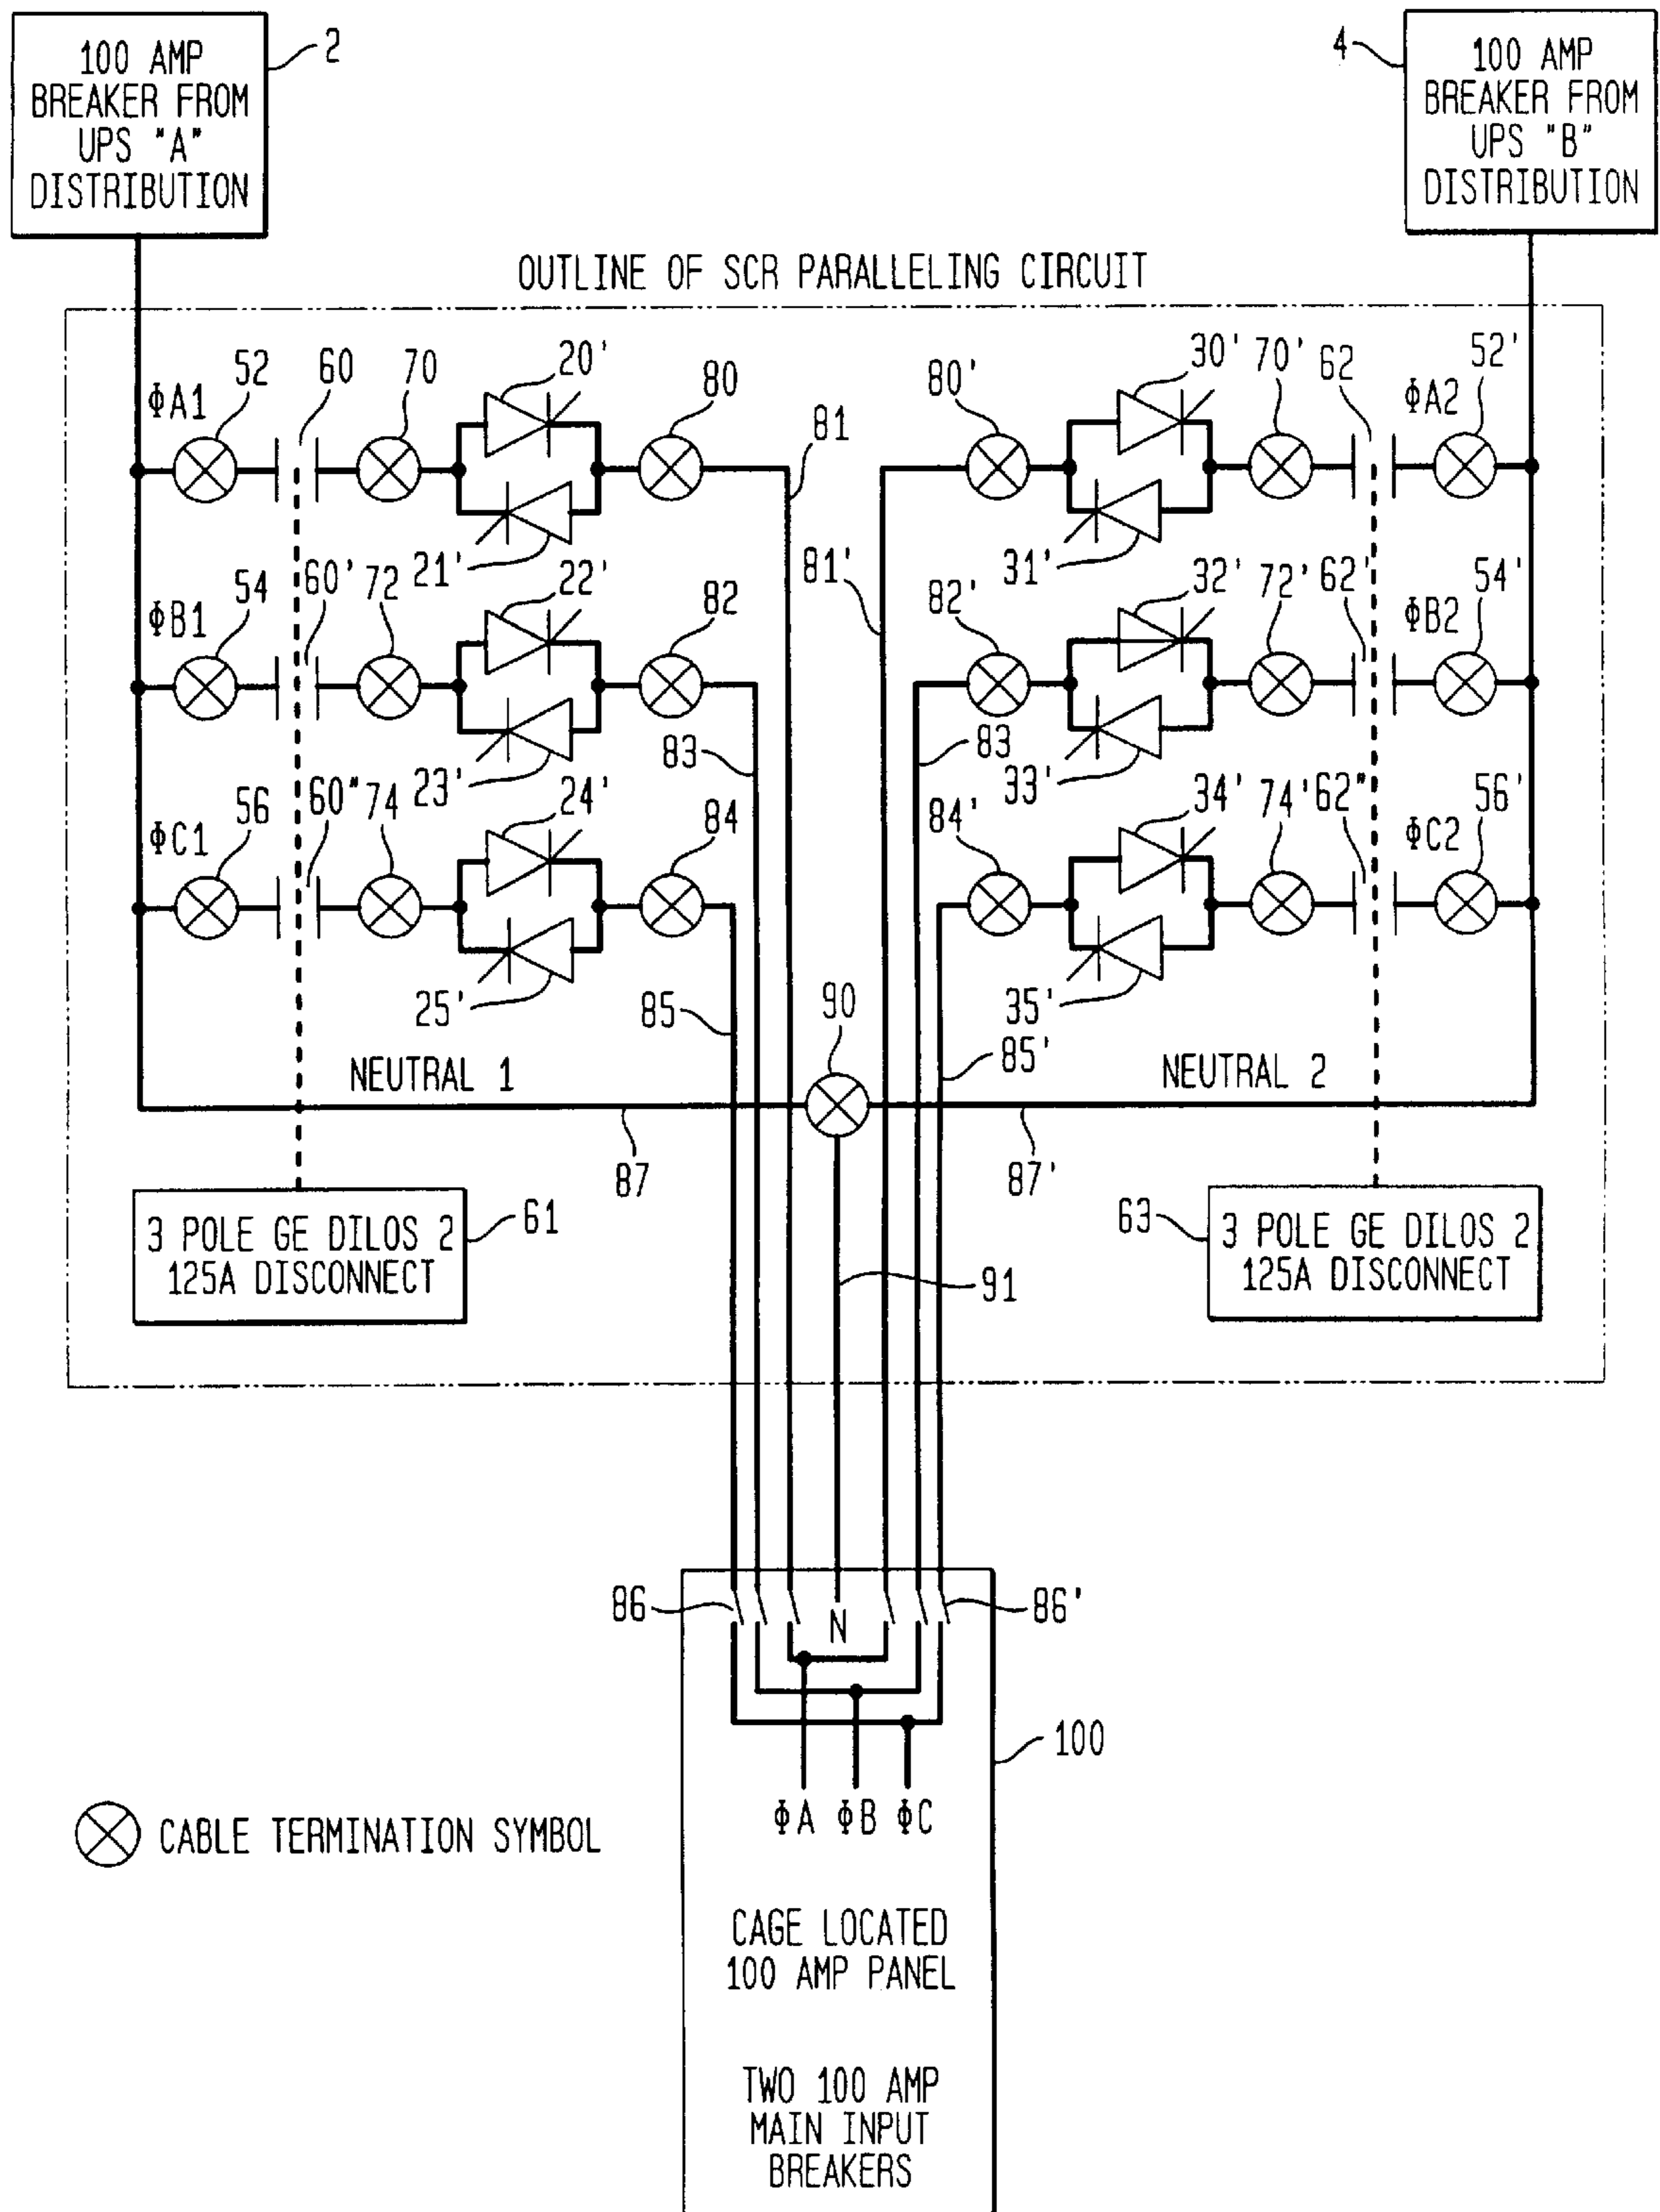 100 AMP
BREAKER FROM
UPS "A"
DISTRIBUTION
2
4
100 AMP
BREAKER FROM
UPS "B"
DISTRIBUTION
OUTLINE OF SCR PARALLELING CIRCUIT
ΦA1
52
60
70
20'
80
81
80'
30'
70'
62
ΦA2
52'
21'
81'
31'
ΦB1
54
60'
72
22'
82
82'
32'
72'
62'
ΦB2
54'
23'
83
83
33'
ΦC1
56
60"
74
24'
84
84'
34'
74'
62"
ΦC2
56'
25'
85
90
35'
85'
NEUTRAL 1
NEUTRAL 2
87
87'
3 POLE GE DILOS 2
125A DISCONNECT
61
63
3 POLE GE DILOS 2
125A DISCONNECT
91
86
N
86'
100
ΦA ΦB ΦC
CABLE TERMINATION SYMBOL
CAGE LOCATED
100 AMP PANEL
TWO 100 AMP
MAIN INPUT
BREAKERS